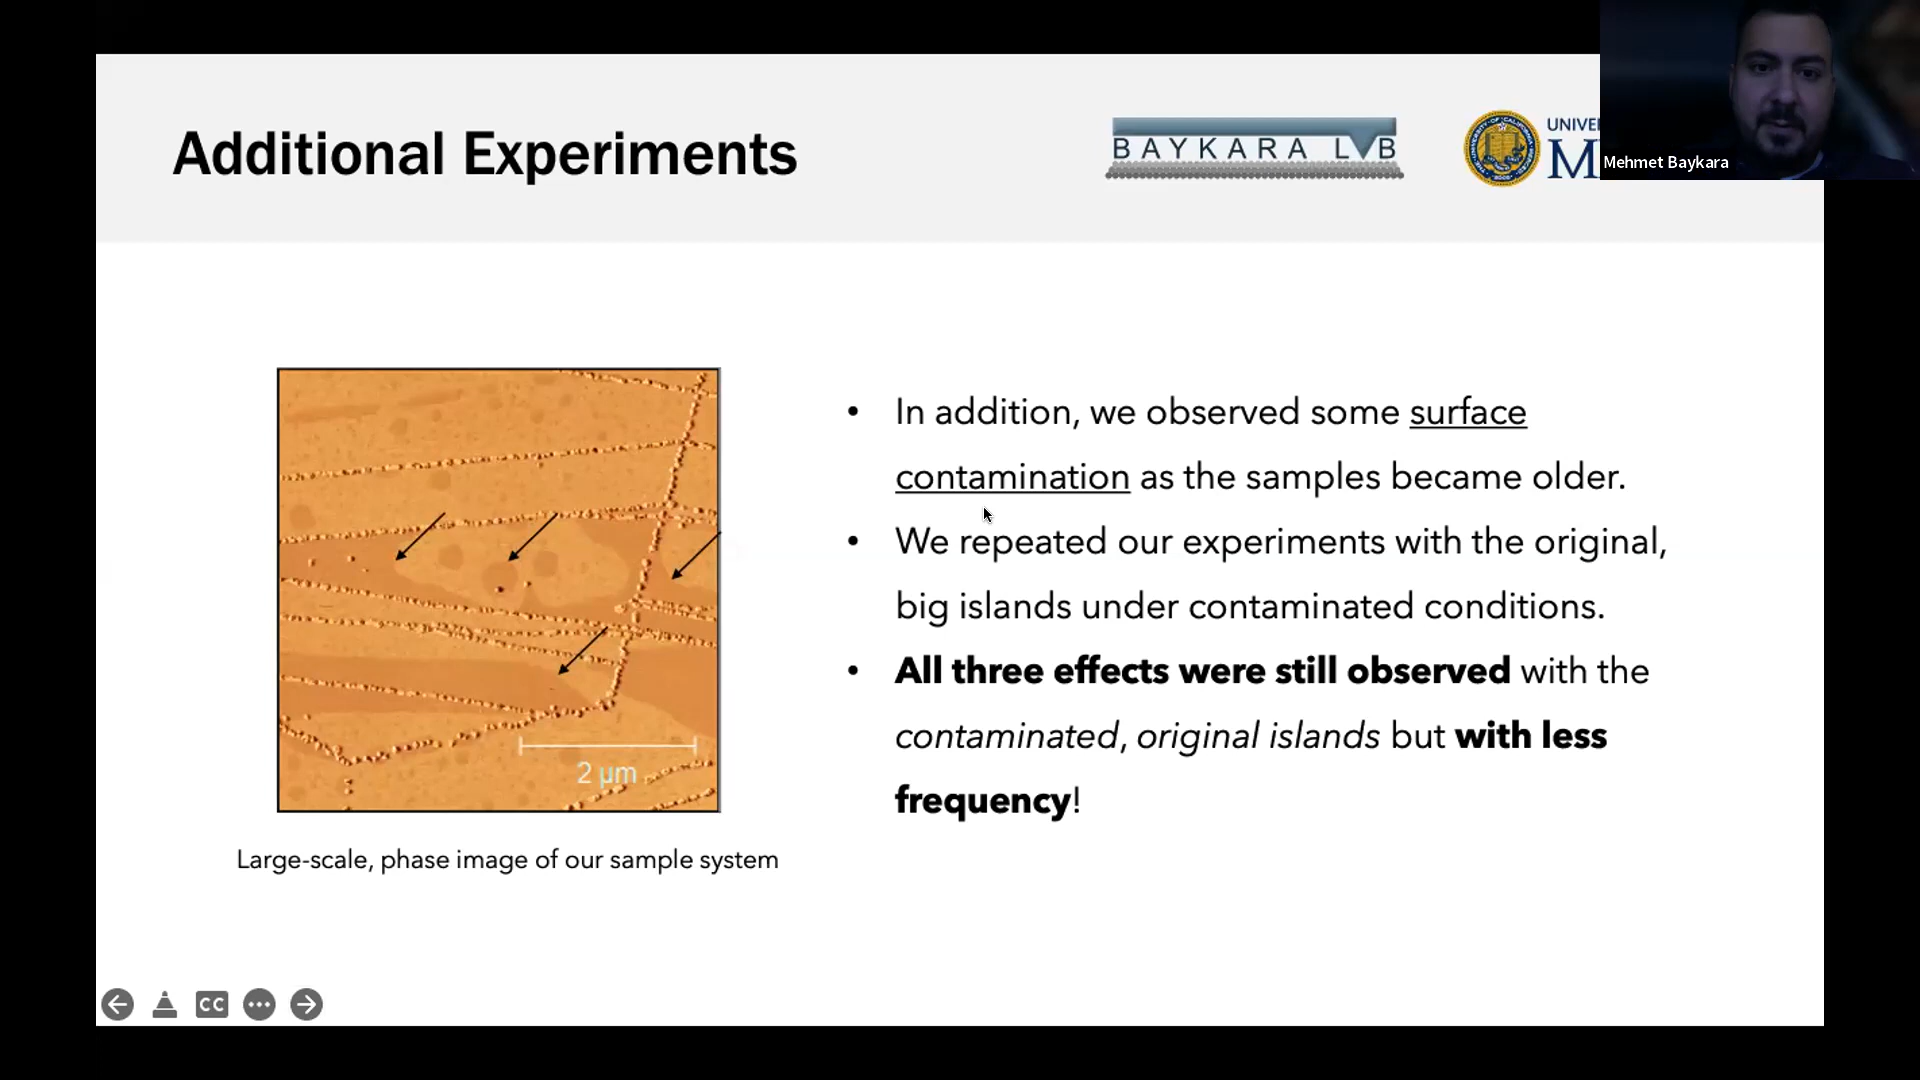 Additional Experiments
BAYKARA LAB
UNIVE
M
Mehmet Baykara
• In addition, we observed some surface
contamination as the samples became older.
• We repeated our experiments with the original,
big islands under contaminated conditions.
• All three effects were still observed with the
contaminated, original islands but with less
frequency!
2 µm
Large-scale, phase image of our sample system
CC